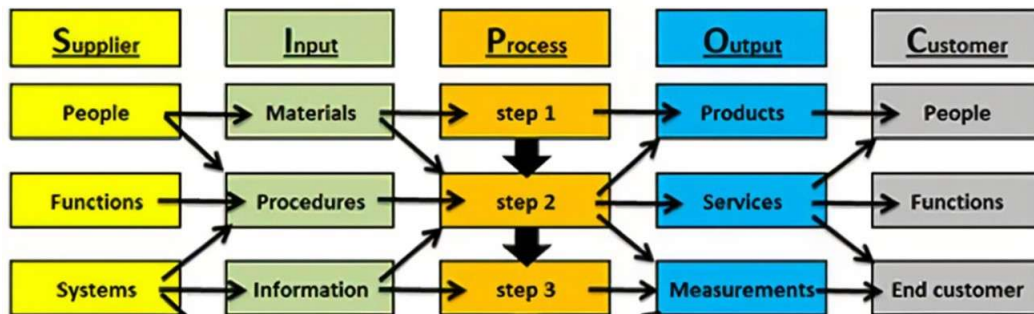 Supplier Input Process Output Customer
People Materials step 1 Products People
Functions Procedures step 2 Services Functions
Systems Information step 3 Measurements End customer